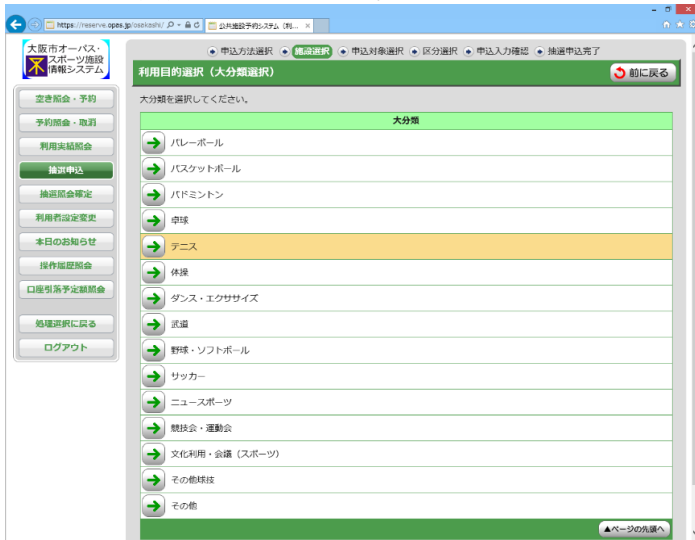 https://reserve.opas.jp/osakashi/
公共施設予約システム（利...
大阪市オーパス・
スポーツ施設
情報システム
空き照会・予約
予約照会・取消
利用実績照会
抽選申込
抽選照会確定
利用者設定変更
本日のお知らせ
操作履歴照会
口座引落予定額照会
処理選択に戻る
ログアウト
申込方法選択 施設選択 申込対象選択 区分選択 申込入力確認 抽選申込完了
利用目的選択（大分類選択）
前に戻る
大分類を選択してください。
大分類
バレーボール
バスケットボール
バドミントン
卓球
テニス
体操
ダンス・エクササイズ
武道
野球・ソフトボール
サッカー
ニュースポーツ
競技会・運動会
文化利用・会議（スポーツ）
その他球技
その他
▲ページの先頭へ